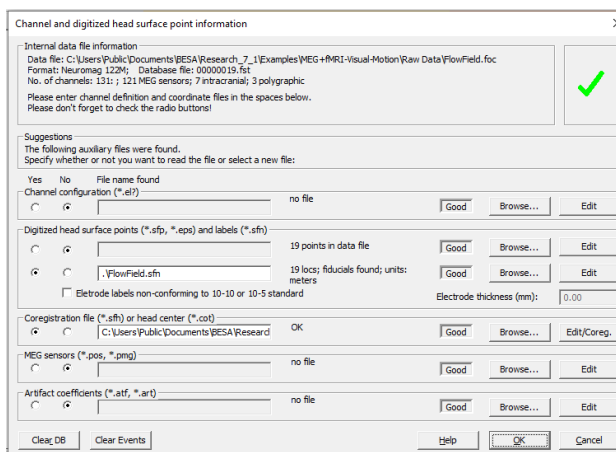 Channel and digitized head surface point information
Internal data file information
Data file: C:\Users\Public\Documents\BESA\Research_7_1\Examples\MEG+fMRI-Visual-Motion\Raw Data\FlowField.foc
Format: Neuromag 122M; Database file: 00000019.fst
No. of channels: 131: ; 121 MEG sensors; 7 intracranial; 3 polygraphic
Please enter channel definition and coordinate files in the spaces below.
Please don't forget to check the radio buttons!
Suggestions
The following auxiliary files were found.
Specify whether or not you want to read the file or select a new file:
Yes No File name found
Channel configuration (*.el?)
no file Good Browse... Edit
Digitized head surface points (*.sfp, *.eps) and labels (*.sfn)
19 points in data file Good Browse... Edit
.\FlowField.sfn 19 locs; fiducials found; units: meters Good Browse... Edit
Eletrode labels non-conforming to 10-10 or 10-5 standard Electrode thickness (mm): 0.00
Coregistration file (*.sfh) or head center (*.cot)
C:\Users\Public\Documents\BESA\Researc OK Good Browse... Edit/Coreg.
MEG sensors (*.pos, *.pmg)
no file Good Browse... Edit
Artifact coefficients (*.atf, *.art)
no file Good Browse... Edit
Clear DB Clear Events Help OK Cancel